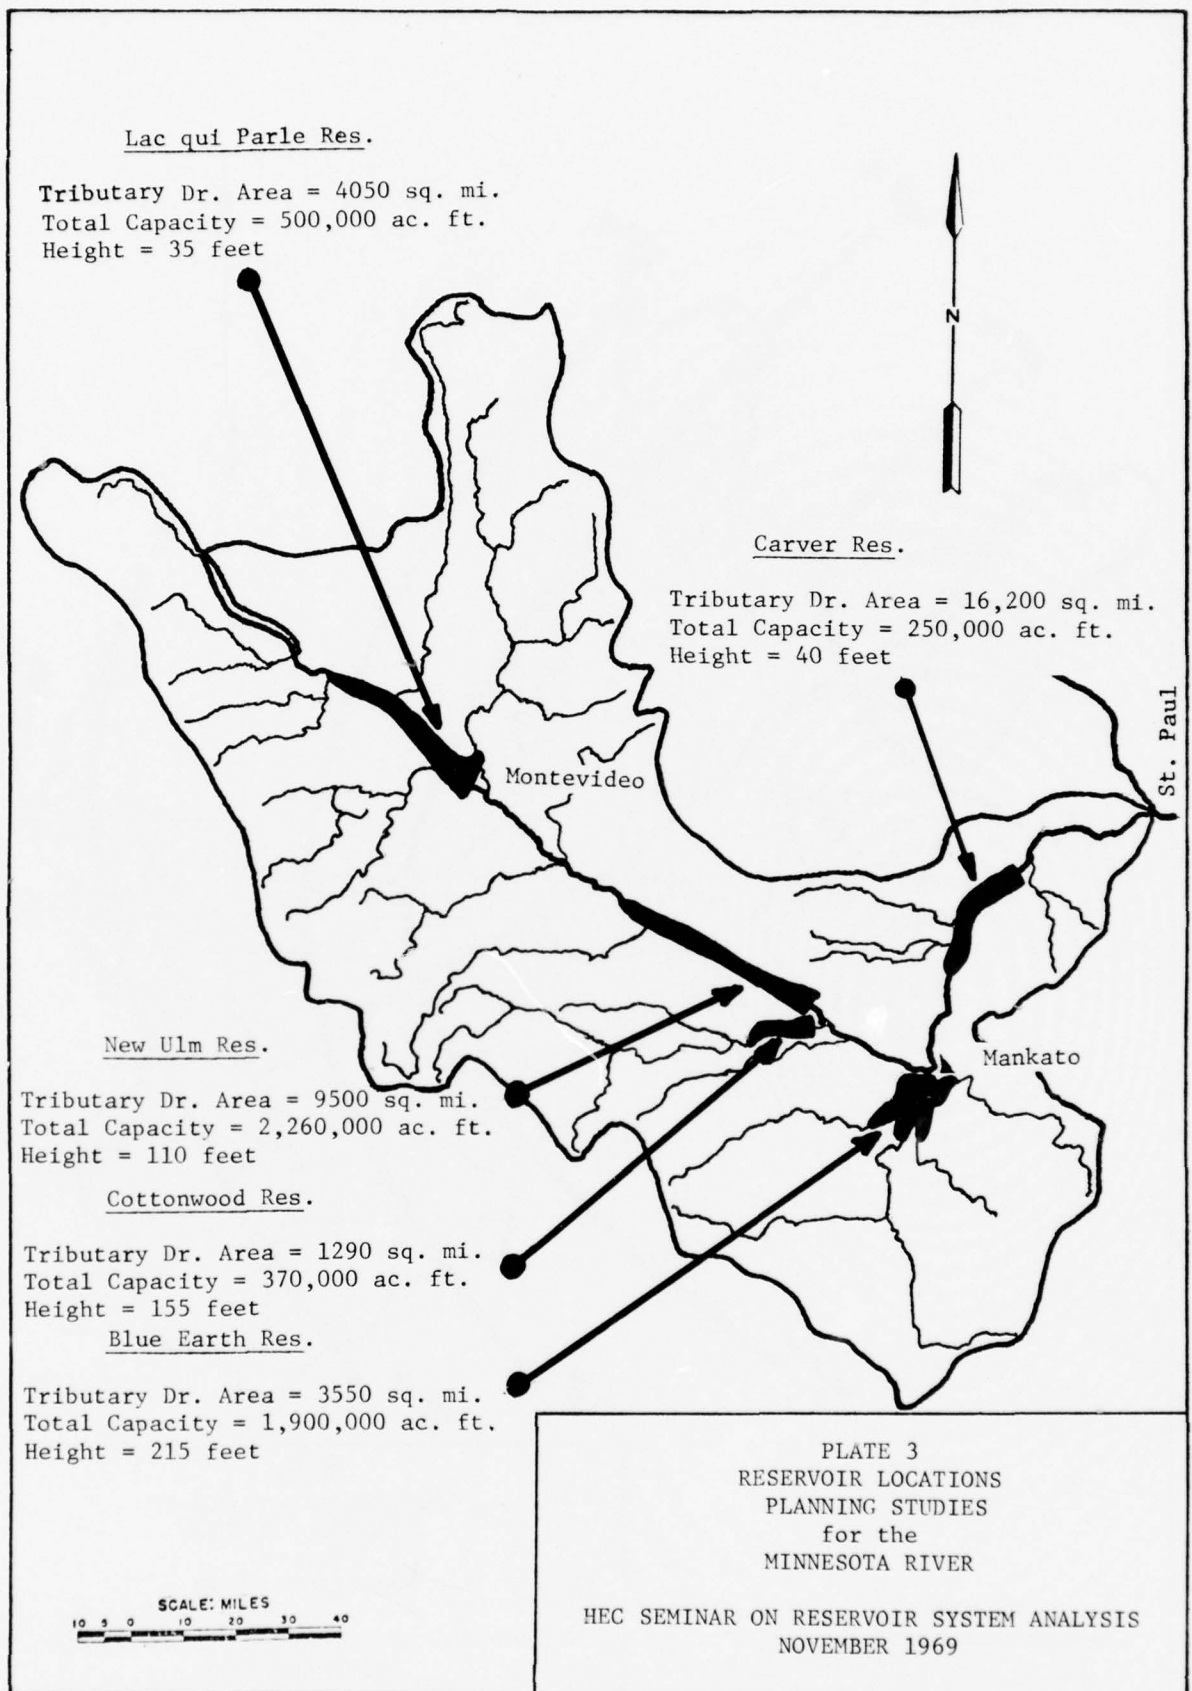 Lac qui Parle Res.
Tributary Dr. Area = 4050 sq. mi.
Total Capacity = 500,000 ac. ft.
Height = 35 feet
N
Carver Res.
Tributary Dr. Area = 16,200 sq. mi.
Total Capacity = 250,000 ac. ft.
Height = 40 feet
St. Paul
Montevideo
Mankato
New Ulm Res.
Tributary Dr. Area = 9500 sq. mi.
Total Capacity = 2,260,000 ac. ft.
Height = 110 feet
Cottonwood Res.
Tributary Dr. Area = 1290 sq. mi.
Total Capacity = 370,000 ac. ft.
Height = 155 feet
Blue Earth Res.
Tributary Dr. Area = 3550 sq. mi.
Total Capacity = 1,900,000 ac. ft.
Height = 215 feet
SCALE: MILES
10 5 0 10 20 30 40
PLATE 3
RESERVOIR LOCATIONS
PLANNING STUDIES
for the
MINNESOTA RIVER
HEC SEMINAR ON RESERVOIR SYSTEM ANALYSIS
NOVEMBER 1969